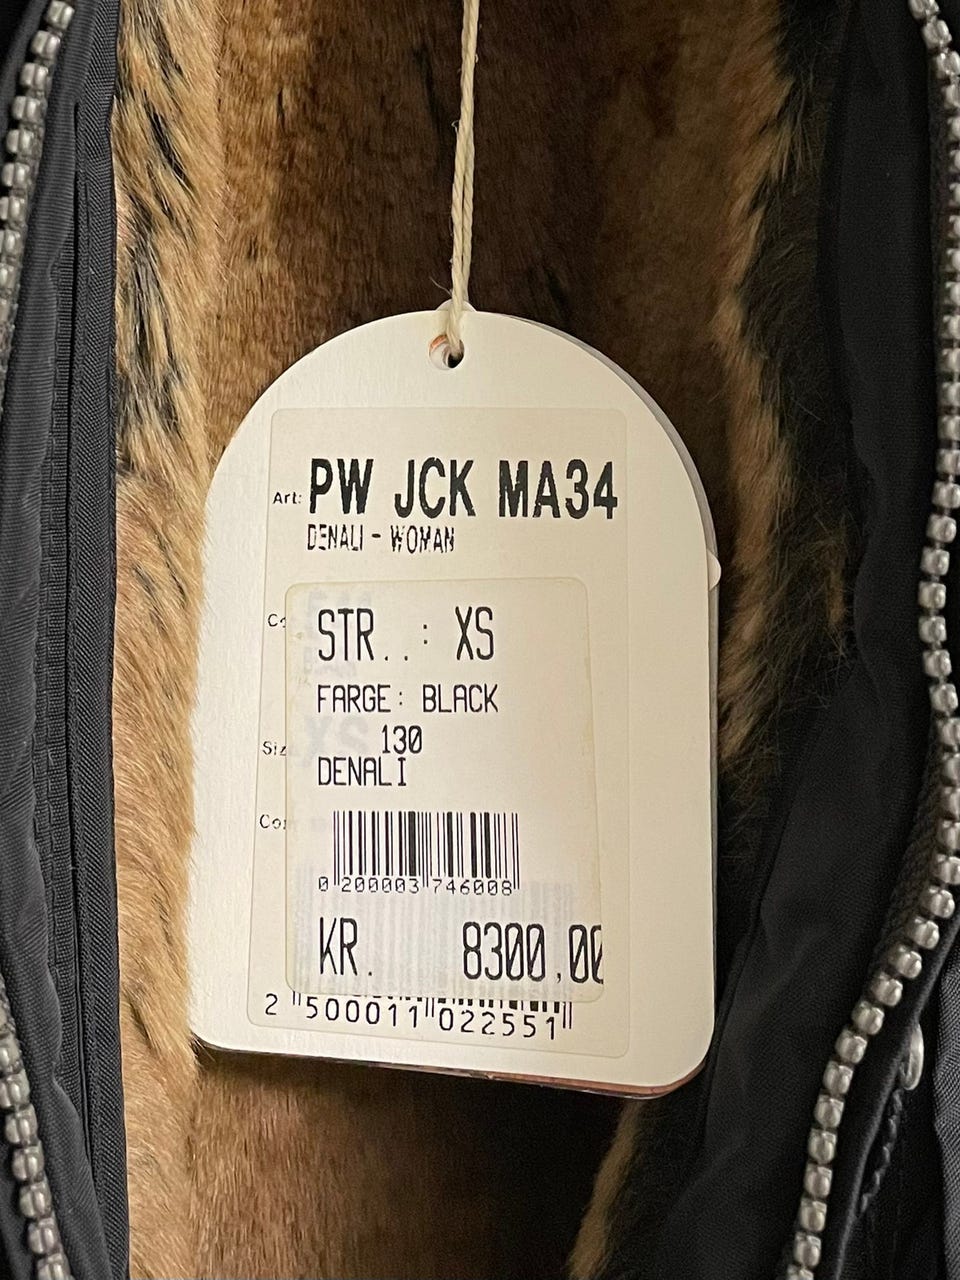 Art: PW JCK MA34
DENALI - WOMAN
STR..: XS
FARGE: BLACK
130
DENALI
0 200003 746008
KR. 8300,00
2 500011 022551